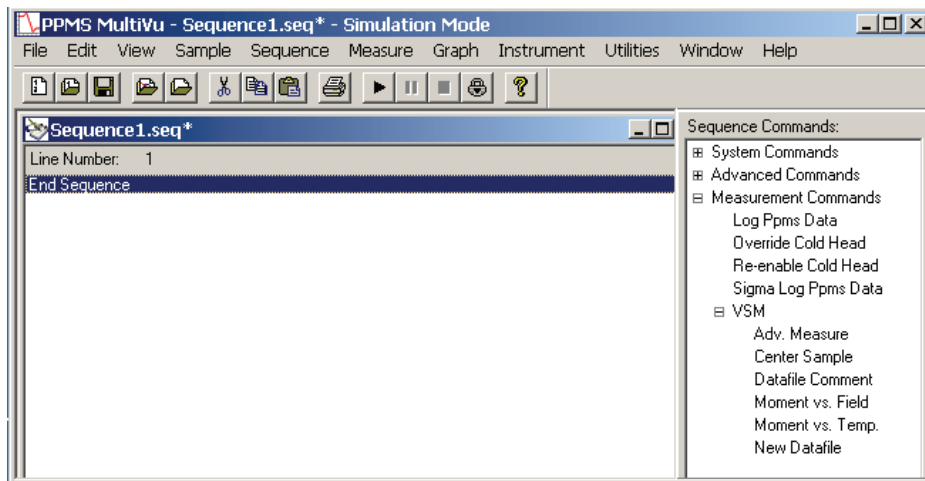 PPMS MultiVu - Sequence1.seq* - Simulation Mode
File Edit View Sample Sequence Measure Graph Instrument Utilities Window Help
Sequence1.seq*
Line Number: 1
End Sequence
Sequence Commands:
System Commands
Advanced Commands
Measurement Commands
Log Ppms Data
Override Cold Head
Re-enable Cold Head
Sigma Log Ppms Data
VSM
Adv. Measure
Center Sample
Datafile Comment
Moment vs. Field
Moment vs. Temp.
New Datafile